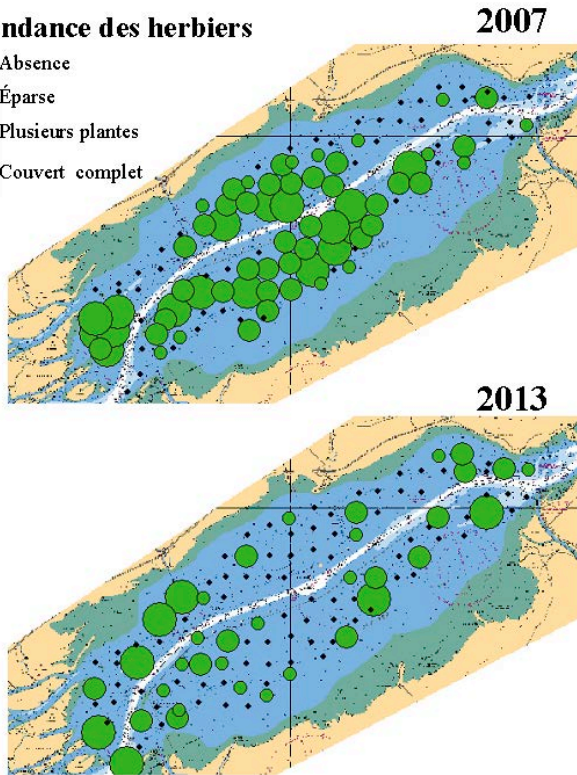 ndance des herbiers
2007
Absence
Éparse
Plusieurs plantes
Couvert complet
2013